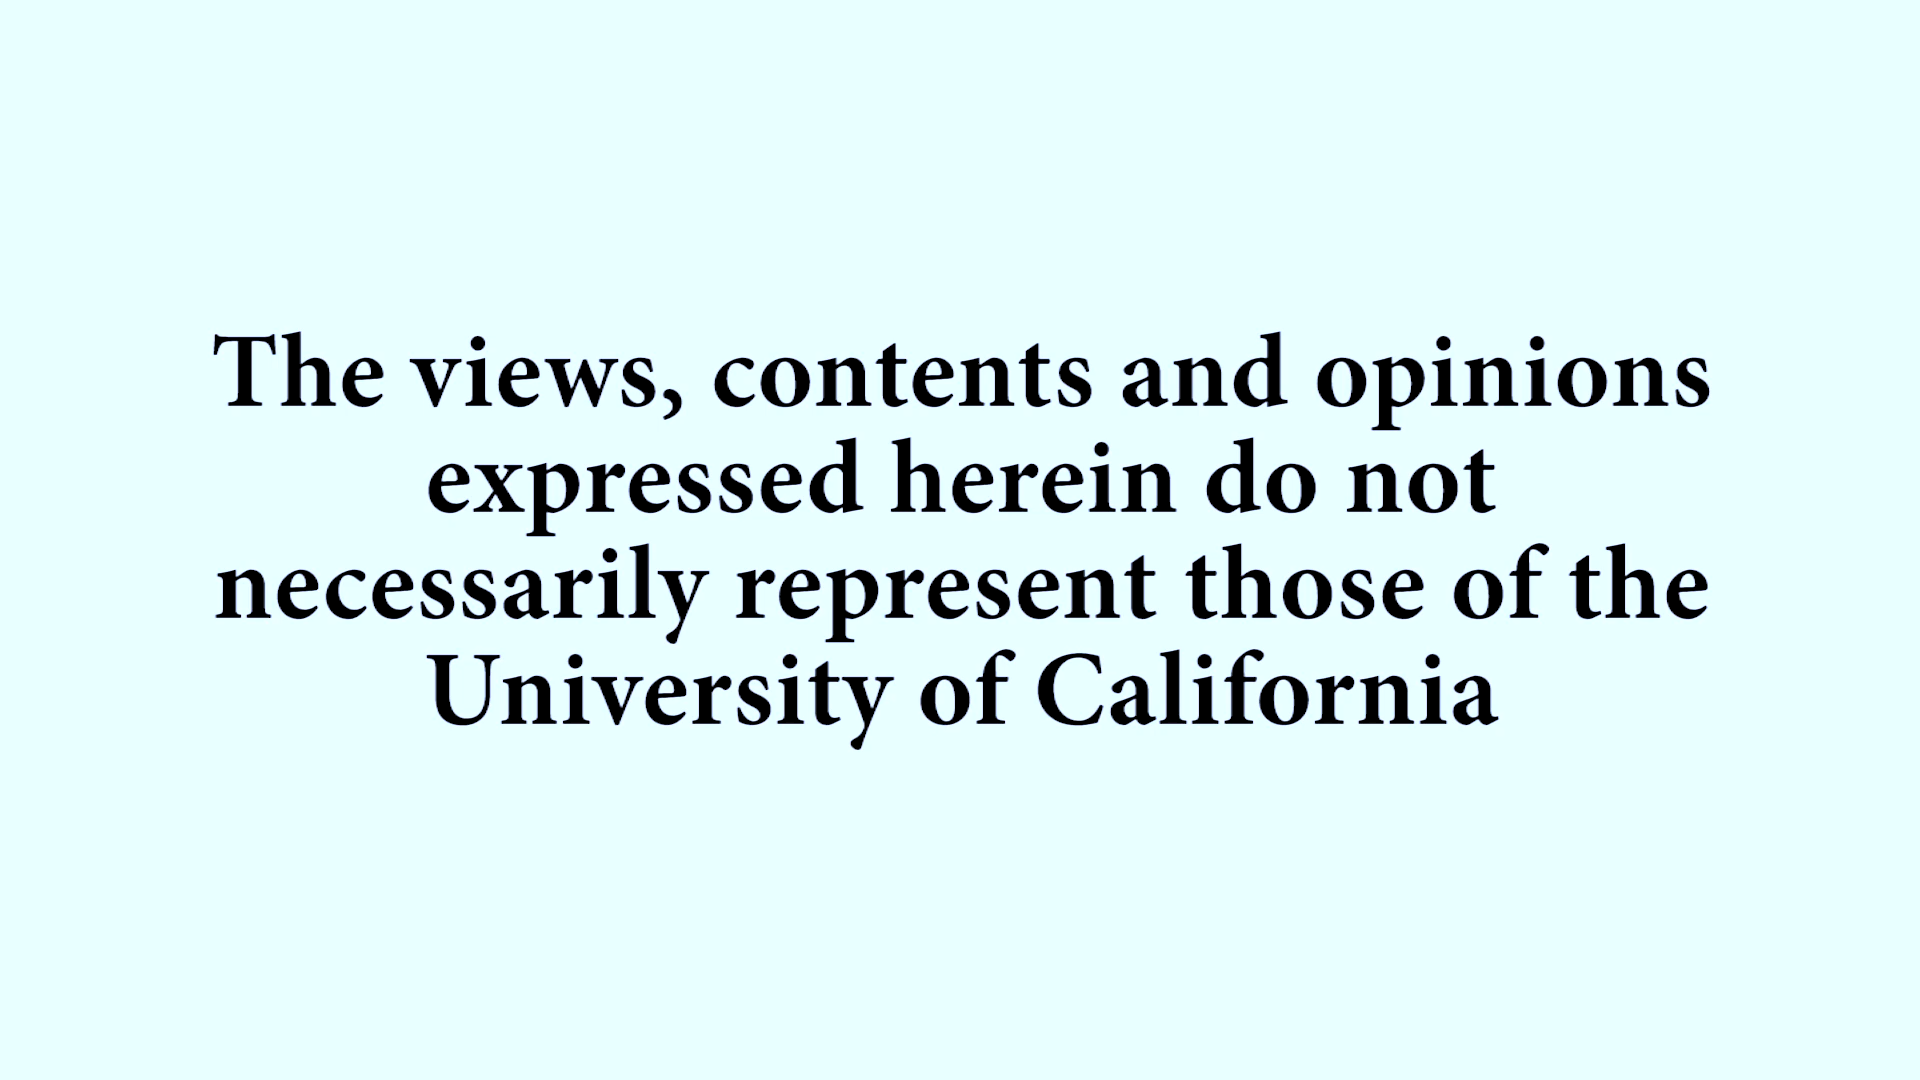 The views, contents and opinions
expressed herein do not
necessarily represent those of the
University of California